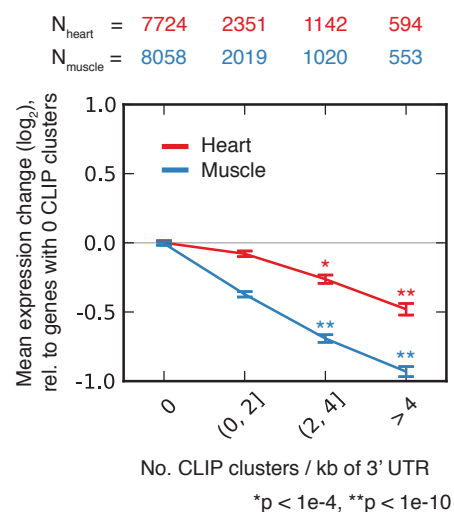 N heart = 7724 2351 1142 594
N muscle = 8058 2019 1020 553
Mean expression change (log2),
rel. to genes with 0 CLIP clusters
1.0
0.5
0.0
-0.5
-1.0
Heart
Muscle
* **
** **
0 (0, 2] (2, 4] >4
No. CLIP clusters / kb of 3' UTR
*p < 1e-4, **p < 1e-10